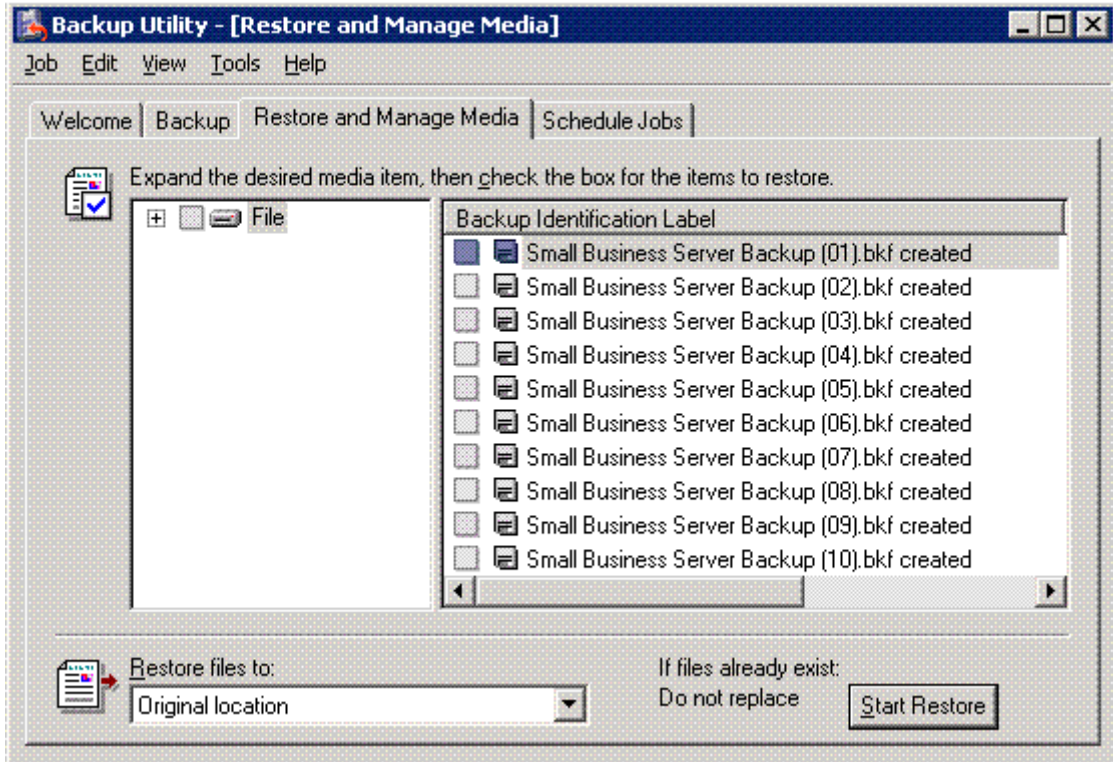 Backup Utility - [Restore and Manage Media]
Job Edit View Tools Help
Welcome Backup Restore and Manage Media Schedule Jobs
Expand the desired media item, then check the box for the items to restore.
File
Backup Identification Label
Small Business Server Backup (01).bkf created
Small Business Server Backup (02).bkf created
Small Business Server Backup (03).bkf created
Small Business Server Backup (04).bkf created
Small Business Server Backup (05).bkf created
Small Business Server Backup (06).bkf created
Small Business Server Backup (07).bkf created
Small Business Server Backup (08).bkf created
Small Business Server Backup (09).bkf created
Small Business Server Backup (10).bkf created
Restore files to:
Original location
If files already exist:
Do not replace
Start Restore